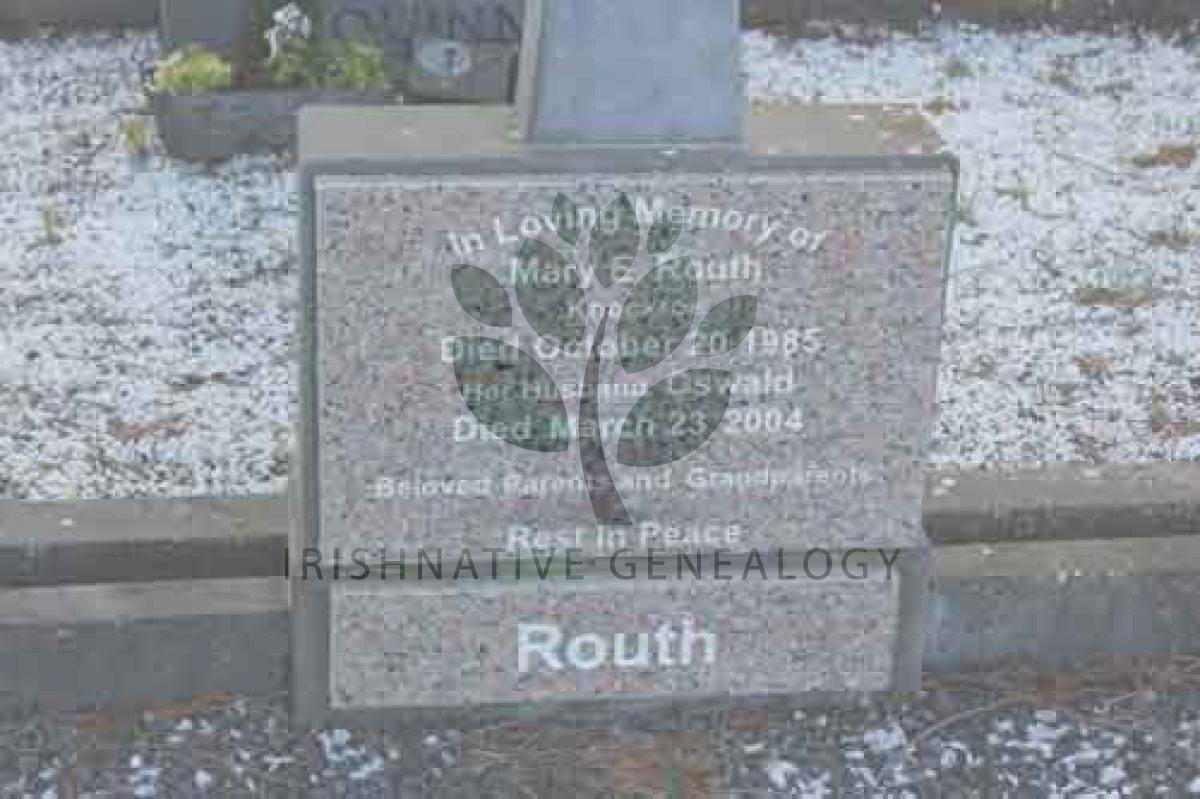 QUINN
In Loving Memory of
Mary E. Routh
Died October 20 1985
Her Husband Oswald
Died March 23 2004
Beloved Parents and Grandparents
Rest In Peace
IRISHNATIVE GENEALOGY
Routh